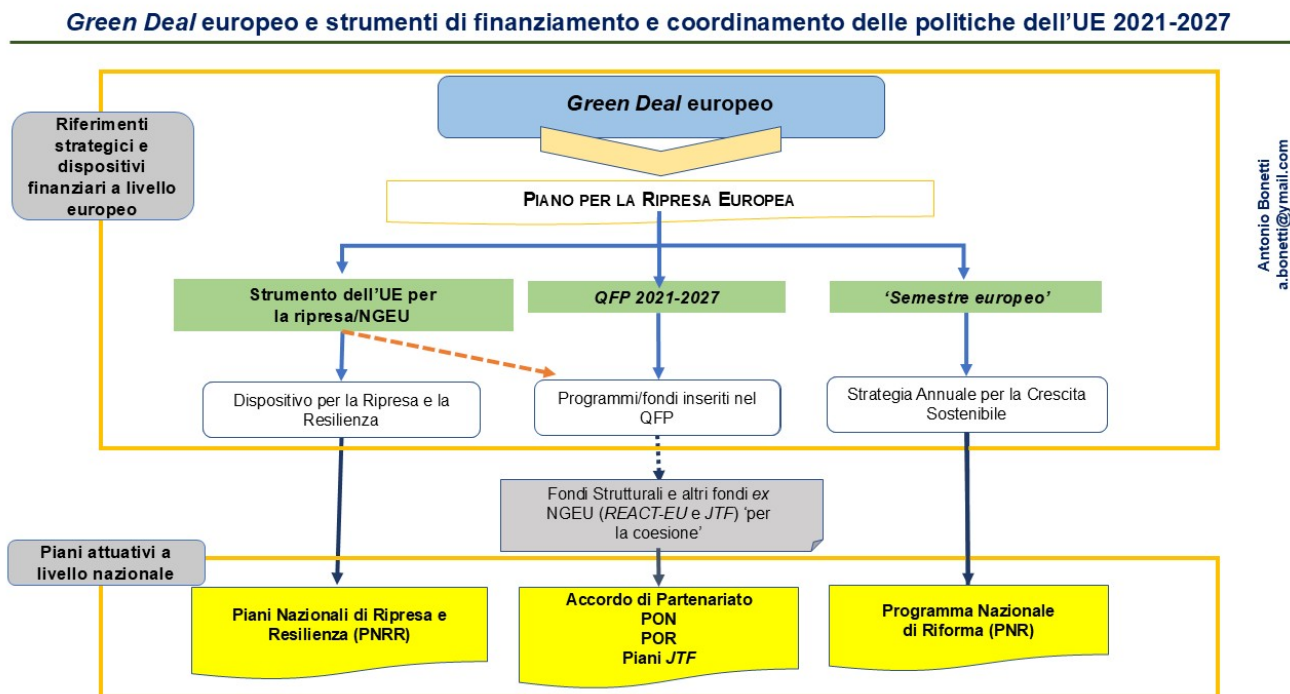 Green Deal europeo e strumenti di finanziamento e coordinamento delle politiche dell'UE 2021-2027
Riferimenti
strategici e
dispositivi
finanziari a livello
europeo
Green Deal europeo
PIANO PER LA RIPRESA EUROPEA
Antonio Bonetti
a.bonetti@ymail.com
Strumento dell'UE per
la ripresa/NGEU
QFP 2021-2027
'Semestre europeo'
Dispositivo per la Ripresa e la
Resilienza
Programmi/fondi inseriti nel
QFP
Strategia Annuale per la Crescita
Sostenibile
Fondi Strutturali e altri fondi ex
NGEU (REACT-EU e JTF) 'per
la coesione'
Piani attuativi a
livello nazionale
Piani Nazionali di Ripresa e
Resilienza (PNRR)
Accordo di Partenariato
PON
POR
Piani JTF
Programma Nazionale
di Riforma (PNR)